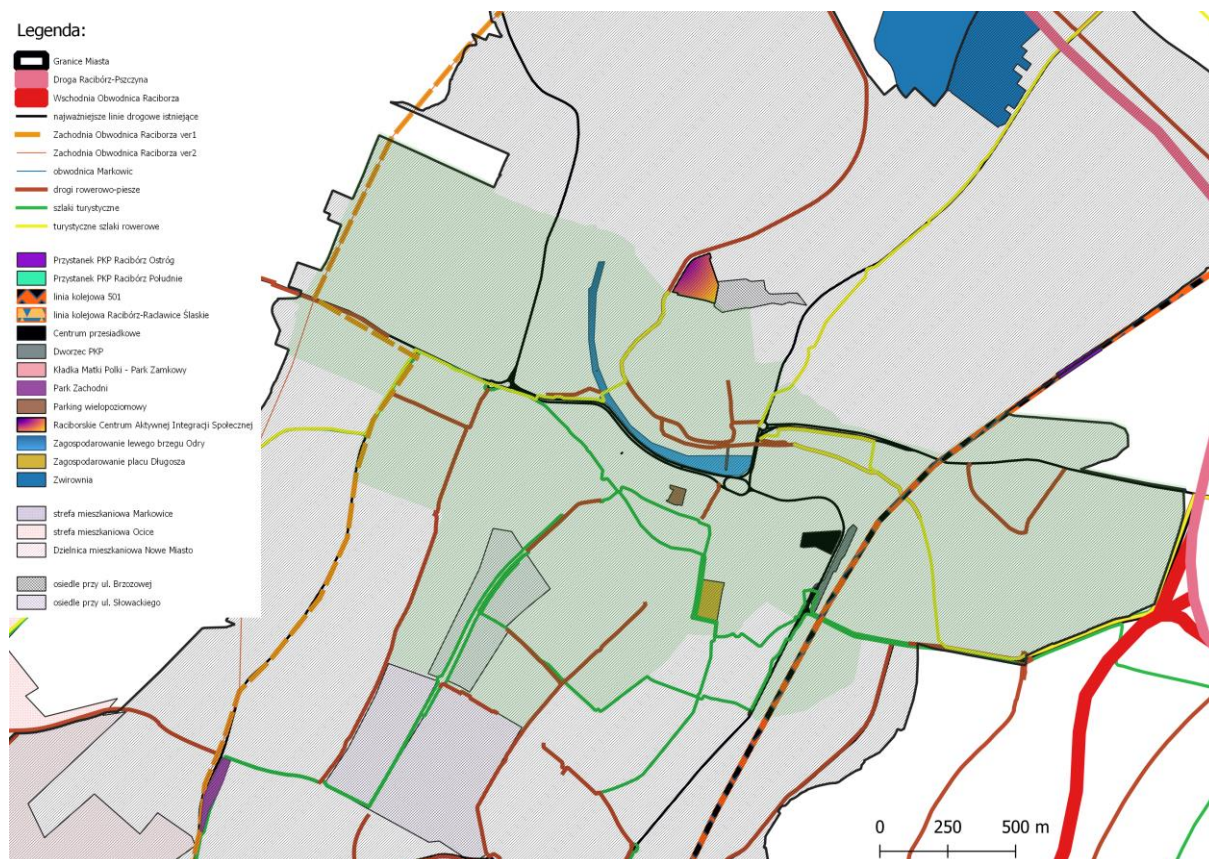 Legenda:
Granice Miasta
Droga Racibórz-Pszczyna
Wschodnia Obwodnica Raciborza
najważniejsze linie drogowe istniejące
Zachodnia Obwodnica Raciborza ver1
Zachodnia Obwodnica Raciborza ver2
obwodnica Markowic
drogi rowerowo-piesze
szlaki turystyczne
turystyczne szlaki rowerowe
Przystanek PKP Racibórz Ostróg
Przystanek PKP Racibórz Południe
linia kolejowa 501
linia kolejowa Racibórz-Racławice Śląskie
Centrum przesiadkowe
Dworzec PKP
Kładka Matki Polki - Park Zamkowy
Park Zachodni
Parking wielopoziomowy
Raciborskie Centrum Aktywnej Integracji Społecznej
Zagospodarowanie lewego brzegu Odry
Zagospodarowanie placu Długosza
Zwirownia
strefa mieszkaniowa Markowice
strefa mieszkaniowa Ocice
Dzielnica mieszkaniowa Nowe Miasto
osiedle przy ul. Brzozowej
osiedle przy ul. Słowackiego
0 250 500 m